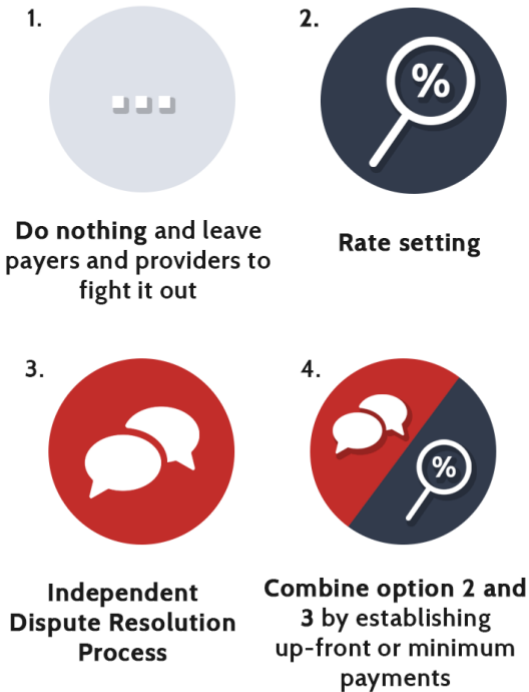 1.
%
Do nothing and leave
payers and providers to
fight it out
2.
Rate setting
3.
Independent
Dispute Resolution
Process
4.
%
Combine option 2 and
3 by establishing
up-front or minimum
payments